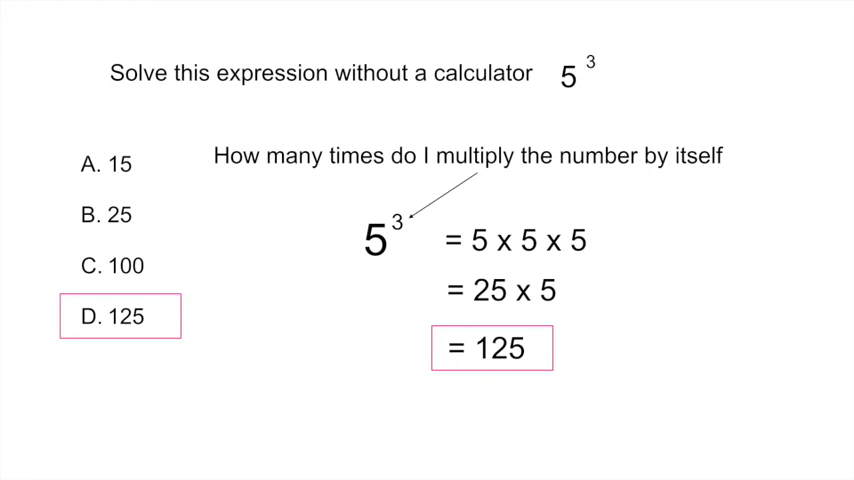 Solve this expression without a calculator 5³
How many times do I multiply the number by itself
A. 15
B. 25
C. 100
D. 125
5³ = 5 x 5 x 5
= 25 x 5
= 125